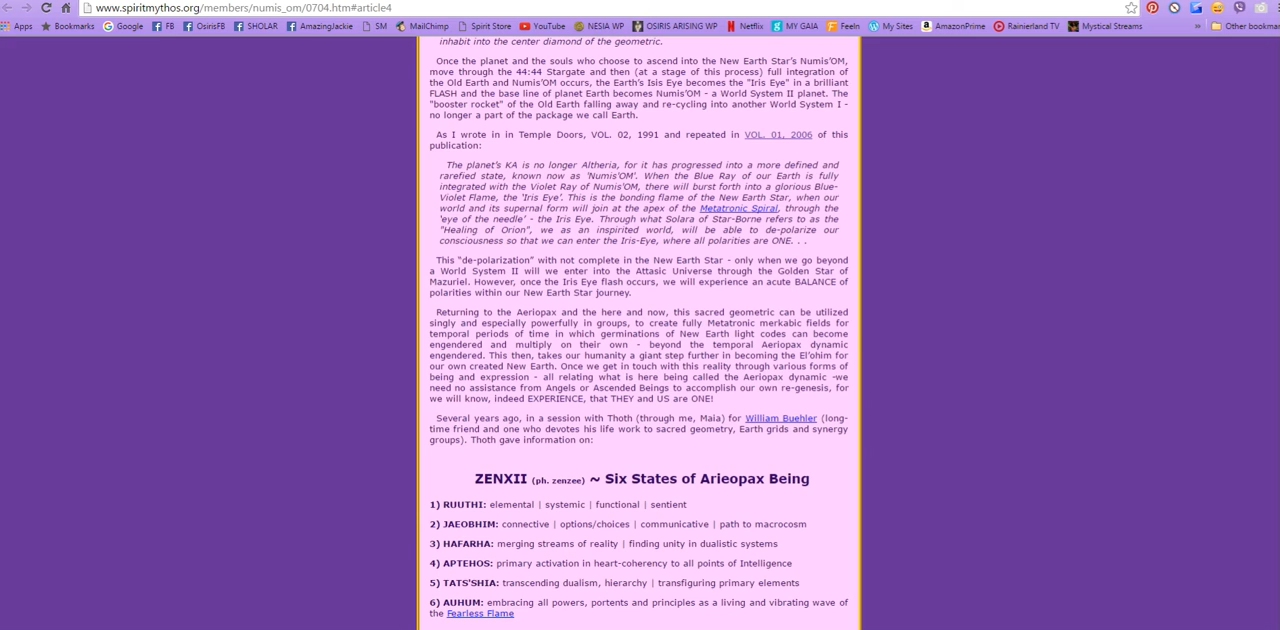 www.spiritmythos.org/members/numis_om/0704.htm#article4
Apps Bookmarks Google FB OsirisFB SHOLAR FB AmazingJackie SM MailChimp Spirit Store YouTube NESIA WP OSIRIS ARISING WP Netflix MY GAIA FeeIn My Sites AmazonPrime Rainierland TV Mystical Streams » Other bookmar
inhabit into the center diamond of the geometric.
Once the planet and the souls who choose to ascend into the New Earth Star's Numis'OM,
move through the 44:44 Stargate and then (at a stage of this process) full integration of
the Old Earth and Numis'OM occurs, the Earth's Isis Eye becomes the "Iris Eye" in a brilliant
FLASH and the base line of planet Earth becomes Numis'OM - a World System II planet. The
"booster rocket" of the Old Earth falling away and re-cycling into another World System I -
no longer a part of the package we call Earth.
As I wrote in in Temple Doors, VOL. 02, 1991 and repeated in VOL. 01, 2006 of this
publication:
The planet's KA is no longer Altheria, for it has progressed into a more defined and
rarefied state, known now as 'Numis'OM'. When the Blue Ray of our Earth is fully
integrated with the Violet Ray of Numis'OM, there will burst forth into a glorious Blue-
Violet Flame, the 'Iris Eye'. This is the bonding flame of the New Earth Star, when our
world and its supernal form will join at the apex of the Metatronic Spiral, through the
'eye of the needle' - the Iris Eye. Through what Solara of Star-Borne refers to as the
"Healing of Orion", we as an inspirited world, will be able to de-polarize our
consciousness so that we can enter the Iris-Eye, where all polarities are ONE. . .
This "de-polarization" with not complete in the New Earth Star - only when we go beyond
a World System II will we enter into the Attasic Universe through the Golden Star of
Mazuriel. However, once the Iris Eye flash occurs, we will experience an acute BALANCE of
polarities within our New Earth Star journey.
Returning to the Aeriopax and the here and now, this sacred geometric can be utilized
singly and especially powerfully in groups, to create fully Metatronic merkabic fields for
temporal periods of time in which germinations of New Earth light codes can become
engendered and multiply on their own - beyond the temporal Aeriopax dynamic
engendered. This then, takes our humanity a giant step further in becoming the El'ohim for
our own created New Earth. Once we get in touch with this reality through various forms of
being and expression - all relating what is here being called the Aeriopax dynamic -we
need no assistance from Angels or Ascended Beings to accomplish our own re-genesis, for
we will know, indeed EXPERIENCE, that THEY and US are ONE!
Several years ago, in a session with Thoth (through me, Maia) for William Buehler (long-
time friend and one who devotes his life work to sacred geometry, Earth grids and synergy
groups). Thoth gave information on:
ZENXII (ph. zenzee) ~ Six States of Arieopax Being
1) RUUTHI: elemental | systemic | functional | sentient
2) JAEOBHIM: connective | options/choices | communicative | path to macrocosm
3) HAFARHA: merging streams of reality | finding unity in dualistic systems
4) APTEHOS: primary activation in heart-coherency to all points of Intelligence
5) TATS'SHIA: transcending dualism, hierarchy | transfiguring primary elements
6) AUHUM: embracing all powers, portents and principles as a living and vibrating wave of
the Fearless Flame